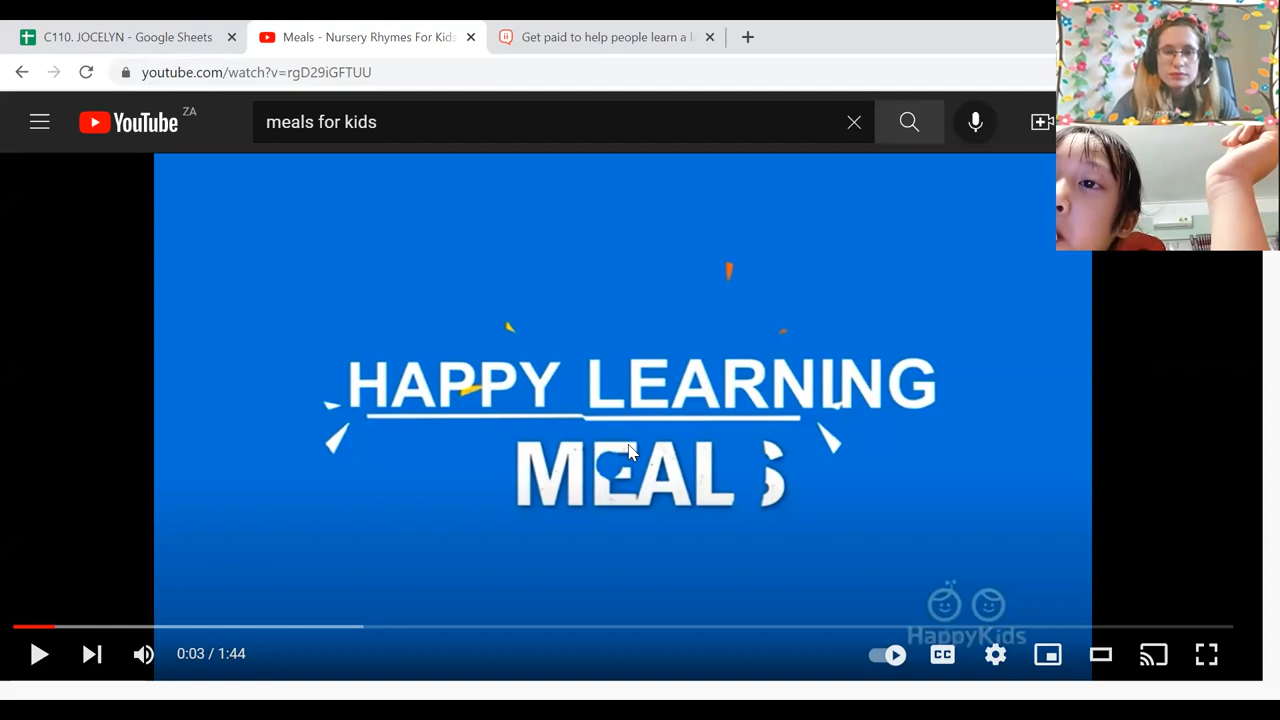 C110. JOCELYN - Google Sheets
Meals - Nursery Rhymes For Kids
Get paid to help people learn a l
youtube.com/watch?v=rgD29iGFTUU
YouTube ZA
meals for kids
HAPPY LEARNING
MEALS
HappyKids
0:03 / 1:44
CC